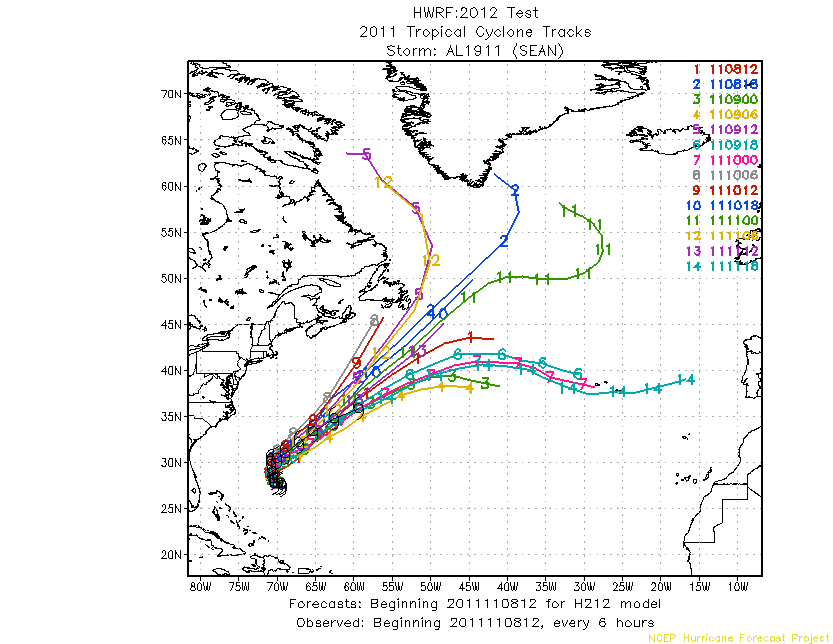 HWRF:2012 Test
2011 Tropical Cyclone Tracks
Storm: AL1911 (SEAN)
1 110812
2 110818
3 110900
4 110906
5 110912
6 110918
7 111000
8 111006
9 111012
10 111018
11 111100
12 111106
13 111112
14 111118
70N
65N
60N
55N
50N
45N
40N
35N
30N
25N
20N
80W 75W 70W 65W 60W 55W 50W 45W 40W 35W 30W 25W 20W 15W 10W
Forecasts: Beginning 2011110812 for H212 model
Observed: Beginning 2011110812, every 6 hours
NCEP Hurricane Forecast Project